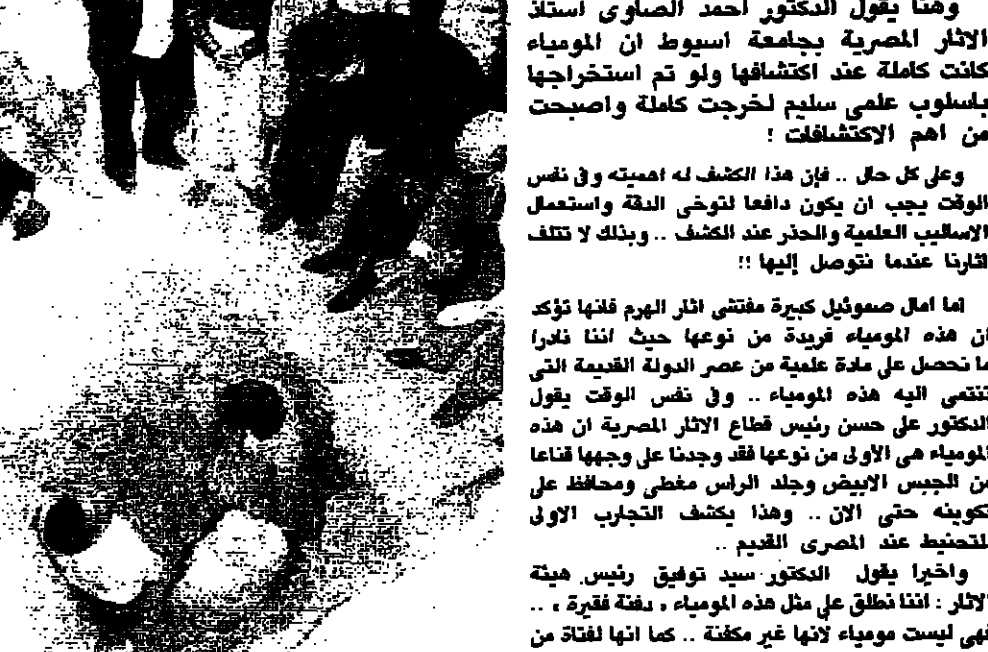 وهنا يقول الدكتور احمد الصاوى استاذ
الاثار المصرية بجامعة اسيوط ان المومياء
كانت كاملة عند اكتشافها ولو تم استخراجها
باسلوب علمى سليم لخرجت كاملة واصبحت
من اهم الاكتشافات !
وعلى كل حال .. فإن هذا الكشف له اهميته وفى نفس
الوقت يجب ان يكون دافعا لتوخى الدقة واستعمال
الاساليب العلمية والحذر عند الكشف .. وبذلك لا تتلف
اثارنا عندما نتوصل إليها !!
اما امال صموئيل كبيرة مفتشى اثار الهرم فانها تؤكد
ان هذه المومياء فريدة من نوعها حيث اننا نادرا
ما نحصل على مادة علمية من عصر الدولة القديمة التى
تنتمى اليه هذه المومياء .. وفى نفس الوقت يقول
الدكتور على حسن رئيس قطاع الاثار المصرية ان هذه
المومياء هى الاولى من نوعها فقد وجدنا على وجهها قناعا
من الجبس الابيض وجلد الراس مغطى ومحافظ على
تكوينه حتى الان .. وهذا يكشف التجارب الاولى
للتحنيط عند المصرى القديم ..
واخيرا يقول الدكتور سيد توفيق رئيس هيئة
الاثار : اننا نطلق على مثل هذه المومياء « دفنة فقيرة » ..
فهى ليست مومياء لانها غير مكفنة .. كما انها لفتاة من